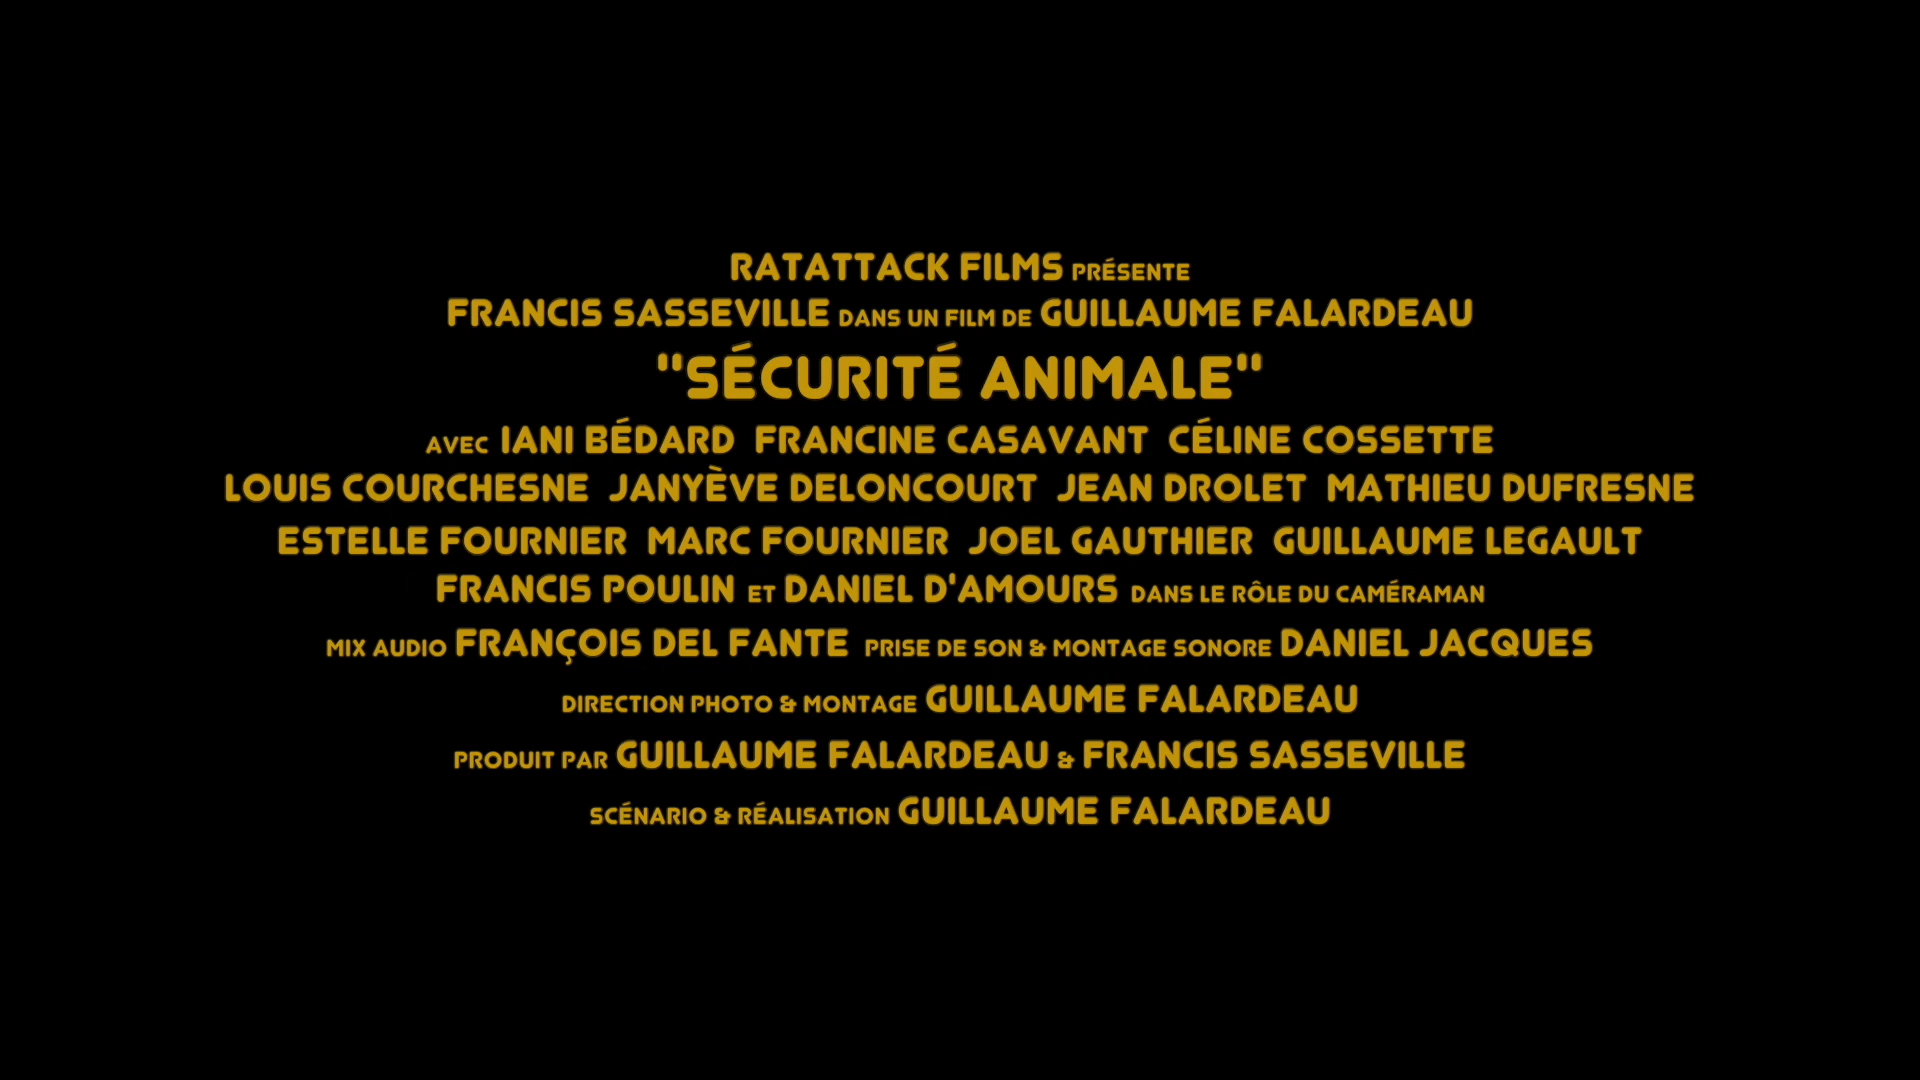 RATATTACK FILMS PRÉSENTE
FRANCIS SASSEVILLE DANS UN FILM DE GUILLAUME FALARDEAU
"SÉCURITÉ ANIMALE"
AVEC IANI BÉDARD FRANCINE CASAVANT CÉLINE COSSETTE
LOUIS COURCHESNE JANYÈVE DELONCOURT JEAN DROLET MATHIEU DUFRESNE
ESTELLE FOURNIER MARC FOURNIER JOEL GAUTHIER GUILLAUME LEGAULT
FRANCIS POULIN ET DANIEL D'AMOURS DANS LE RÔLE DU CAMÉRAMAN
MIX AUDIO FRANÇOIS DEL FANTE PRISE DE SON & MONTAGE SONORE DANIEL JACQUES
DIRECTION PHOTO & MONTAGE GUILLAUME FALARDEAU
PRODUIT PAR GUILLAUME FALARDEAU & FRANCIS SASSEVILLE
SCÉNARIO & RÉALISATION GUILLAUME FALARDEAU